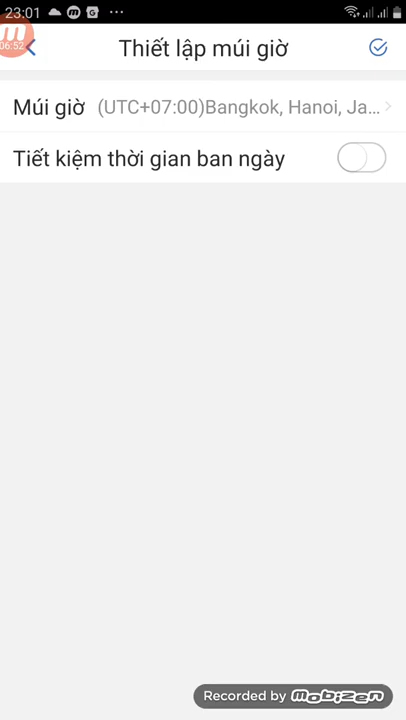 23:01
06:52
Thiết lập múi giờ
Múi giờ (UTC+07:00)Bangkok, Hanoi, Ja...
Tiết kiệm thời gian ban ngày
Recorded by mobizen